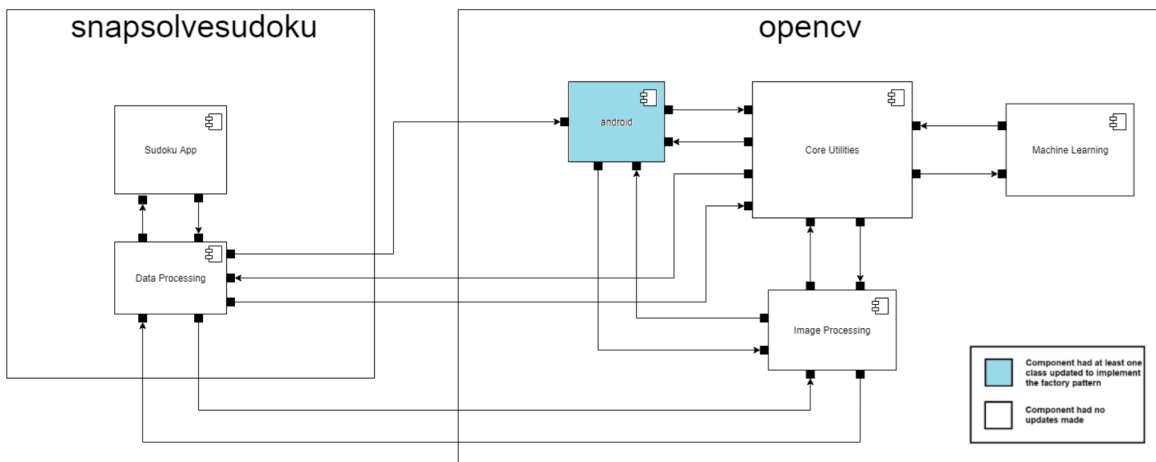 snapsolvesudoku
opencv
Sudoku App
android
Core Utilities
Machine Learning
Data Processing
Image Processing
Component had at least one
class updated to implement
the factory pattern
Component had no
updates made